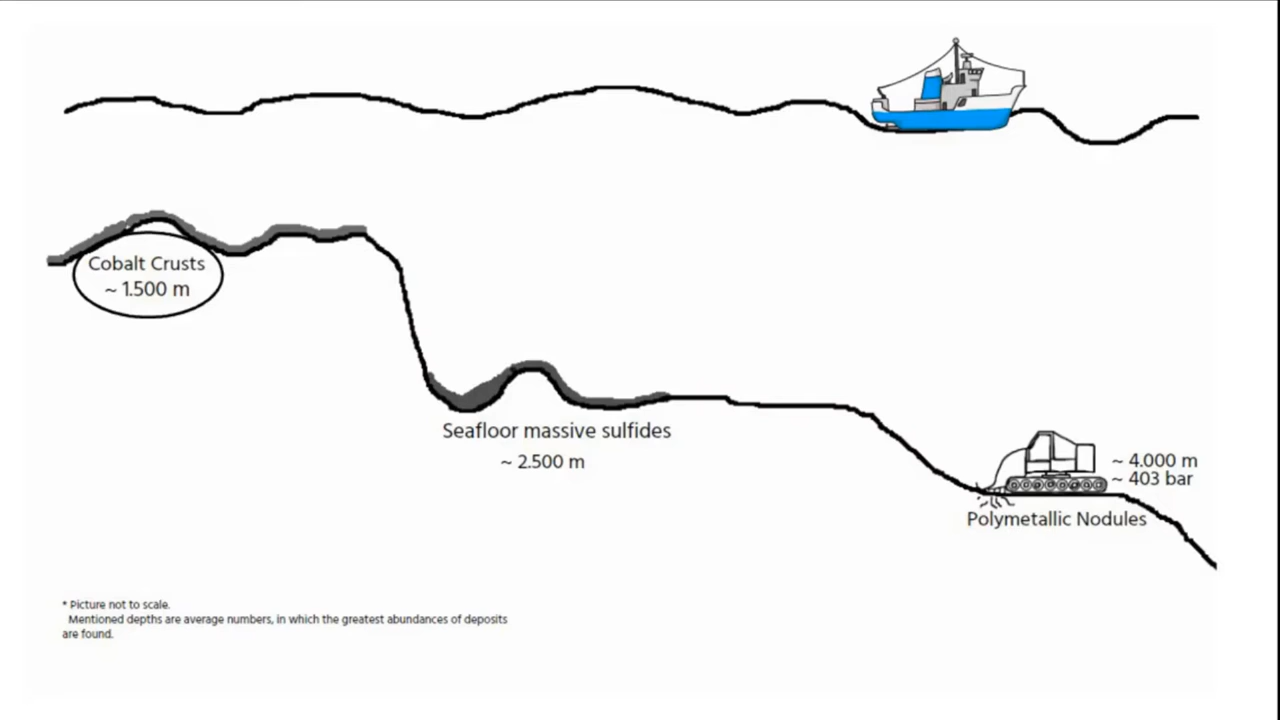 Cobalt Crusts
~ 1.500 m
Seafloor massive sulfides
~ 2.500 m
~ 4.000 m
~ 403 bar
Polymetallic Nodules
* Picture not to scale.
Mentioned depths are average numbers, in which the greatest abundances of deposits
are found.